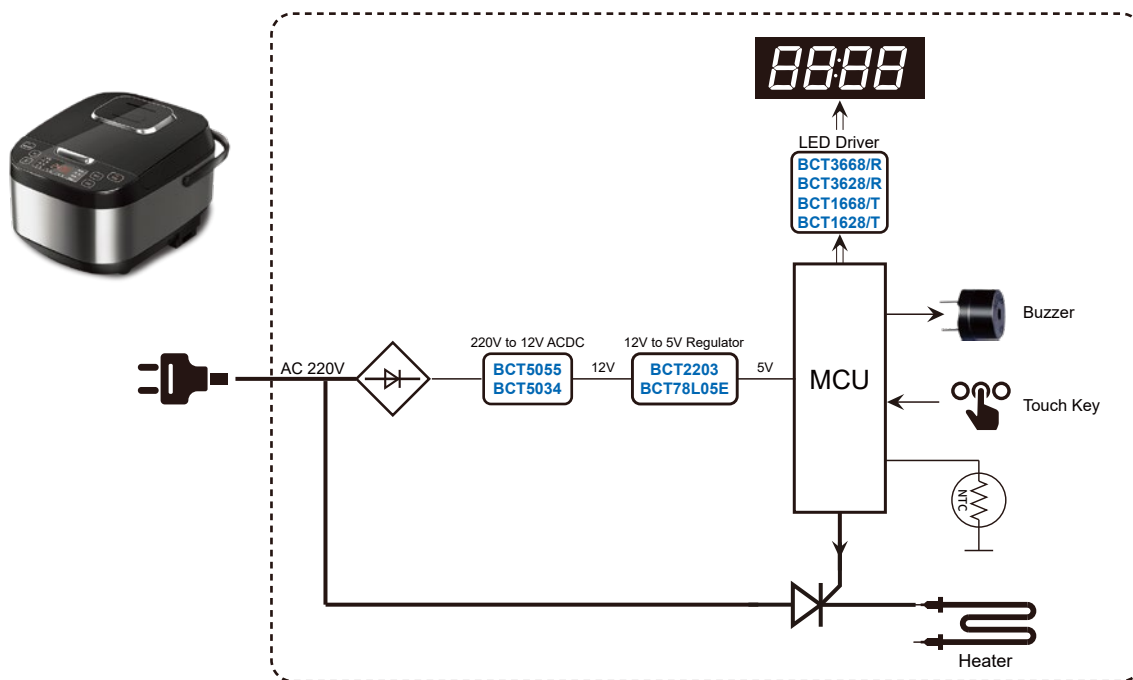 88:88
LED Driver
BCT3668/R
BCT3628/R
BCT1668/T
BCT1628/T
Buzzer
220V to 12V ACDC
12V to 5V Regulator
AC 220V
BCT5055
BCT5034
12V
BCT2203
BCT78L05E
5V
MCU
Touch Key
NTC
Heater